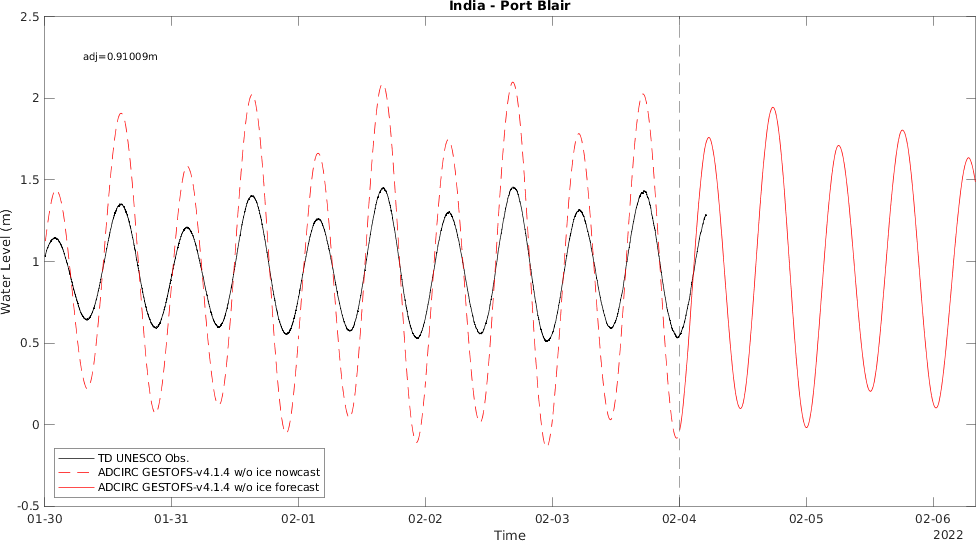 India - Port Blair
adj=0.91009m
2.5
2
1.5
1
0.5
0
-0.5
Water Level (m)
TD UNESCO Obs.
ADCIRC GESTOFS-v4.1.4 w/o ice nowcast
ADCIRC GESTOFS-v4.1.4 w/o ice forecast
01-30 01-31 02-01 02-02 02-03 02-04 02-05 02-06
Time
2022